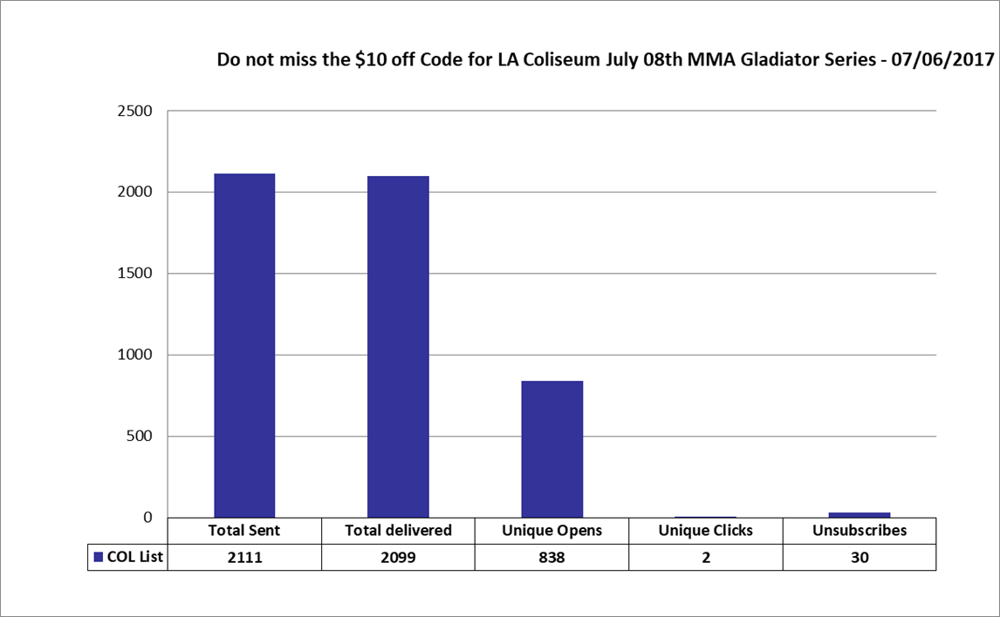 Do not miss the $10 off Code for LA Coliseum July 08th MMA Gladiator Series - 07/06/2017
2500
2000
1500
1000
500
0
Total Sent Total delivered Unique Opens Unique Clicks Unsubscribes
COL List 2111 2099 838 2 30